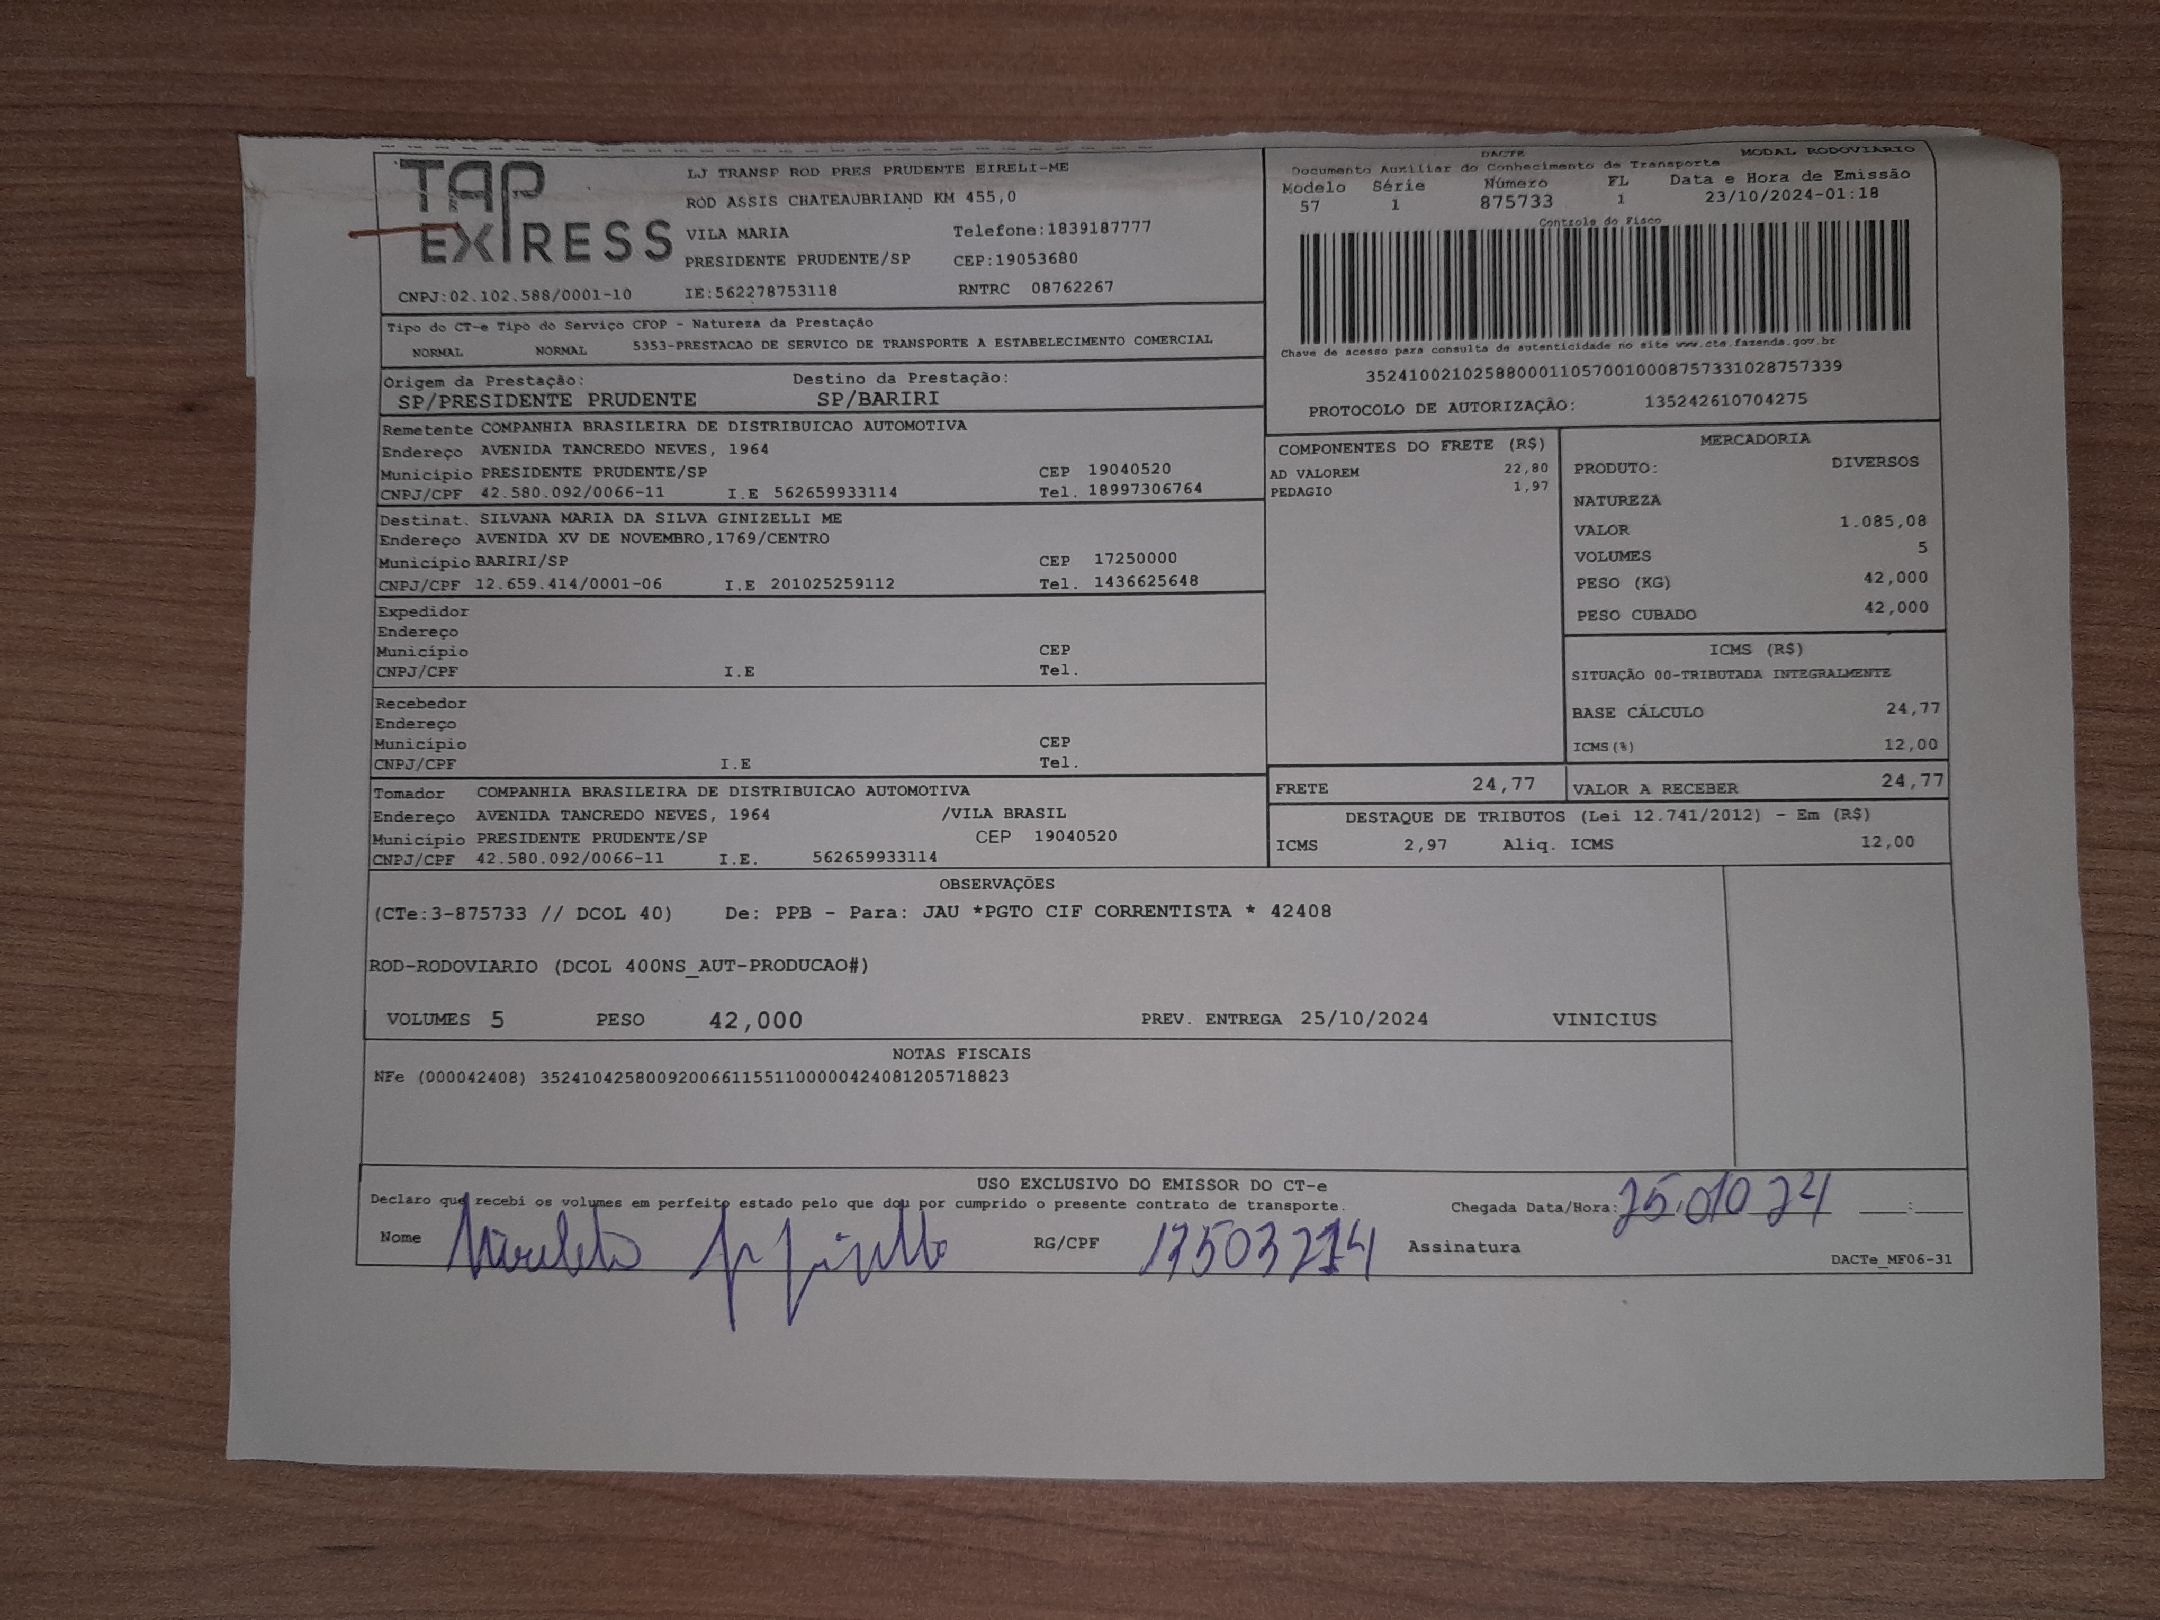 TAP
EXPRESS
LJ TRANSP ROD PRES PRUDENTE EIRELI-ME
ROD ASSIS CHATEAUBRIAND KM 455,0
VILA MARIA Telefone:1839187777
PRESIDENTE PRUDENTE/SP CEP:19053680
CNPJ:02.102.588/0001-10 IE:562278753118 RNTRC 08762267
DACTE MODAL RODOVIÁRIO
Documento Auxiliar do Conhecimento de Transporte
Modelo Série Número FL Data e Hora de Emissão
57 1 875733 1 23/10/2024-01:18
Controle do Fisco
Chave de acesso para consulta de autenticidade no site www.cte.fazenda.gov.br
35241002102588000110570010008757331028757339
PROTOCOLO DE AUTORIZAÇÃO: 135242610704275
Tipo do CT-e Tipo do Serviço CFOP - Natureza da Prestação
NORMAL NORMAL 5353-PRESTACAO DE SERVICO DE TRANSPORTE A ESTABELECIMENTO COMERCIAL
Origem da Prestação: Destino da Prestação:
SP/PRESIDENTE PRUDENTE SP/BARIRI
Remetente COMPANHIA BRASILEIRA DE DISTRIBUICAO AUTOMOTIVA
Endereço AVENIDA TANCREDO NEVES, 1964
Município PRESIDENTE PRUDENTE/SP CEP 19040520
CNPJ/CPF 42.580.092/0066-11 I.E 562659933114 Tel. 18997306764
Destinat. SILVANA MARIA DA SILVA GINIZELLI ME
Endereço AVENIDA XV DE NOVEMBRO,1769/CENTRO
Município BARIRI/SP CEP 17250000
CNPJ/CPF 12.659.414/0001-06 I.E 201025259112 Tel. 1436625648
Expedidor
Endereço
Município CEP
CNPJ/CPF I.E Tel.
Recebedor
Endereço
Município CEP
CNPJ/CPF I.E Tel.
Tomador COMPANHIA BRASILEIRA DE DISTRIBUICAO AUTOMOTIVA
Endereço AVENIDA TANCREDO NEVES, 1964 /VILA BRASIL
Município PRESIDENTE PRUDENTE/SP CEP 19040520
CNPJ/CPF 42.580.092/0066-11 I.E. 562659933114
COMPONENTES DO FRETE (R$)
AD VALOREM 22,80
PEDAGIO 1,97
MERCADORIA
PRODUTO: DIVERSOS
NATUREZA
VALOR 1.085,08
VOLUMES 5
PESO (KG) 42,000
PESO CUBADO 42,000
ICMS (R$)
SITUAÇÃO 00-TRIBUTADA INTEGRALMENTE
BASE CÁLCULO 24,77
ICMS(%) 12,00
FRETE 24,77 VALOR A RECEBER 24,77
DESTAQUE DE TRIBUTOS (Lei 12.741/2012) - Em (R$)
ICMS 2,97 Aliq. ICMS 12,00
OBSERVAÇÕES
(CTe:3-875733 // DCOL 40) De: PPB - Para: JAU *PGTO CIF CORRENTISTA * 42408
ROD-RODOVIARIO (DCOL 400NS_AUT-PRODUCAO#)
VOLUMES 5 PESO 42,000 PREV. ENTREGA 25/10/2024 VINICIUS
NOTAS FISCAIS
NFe (000042408) 35241042580092006611551100000424081205718823
USO EXCLUSIVO DO EMISSOR DO CT-e
Declaro que recebi os volumes em perfeito estado pelo que dou por cumprido o presente contrato de transporte. Chegada Data/Hora: 25.010 24 ____:____
Nome RG/CPF Assinatura
DACTe_MF06-31